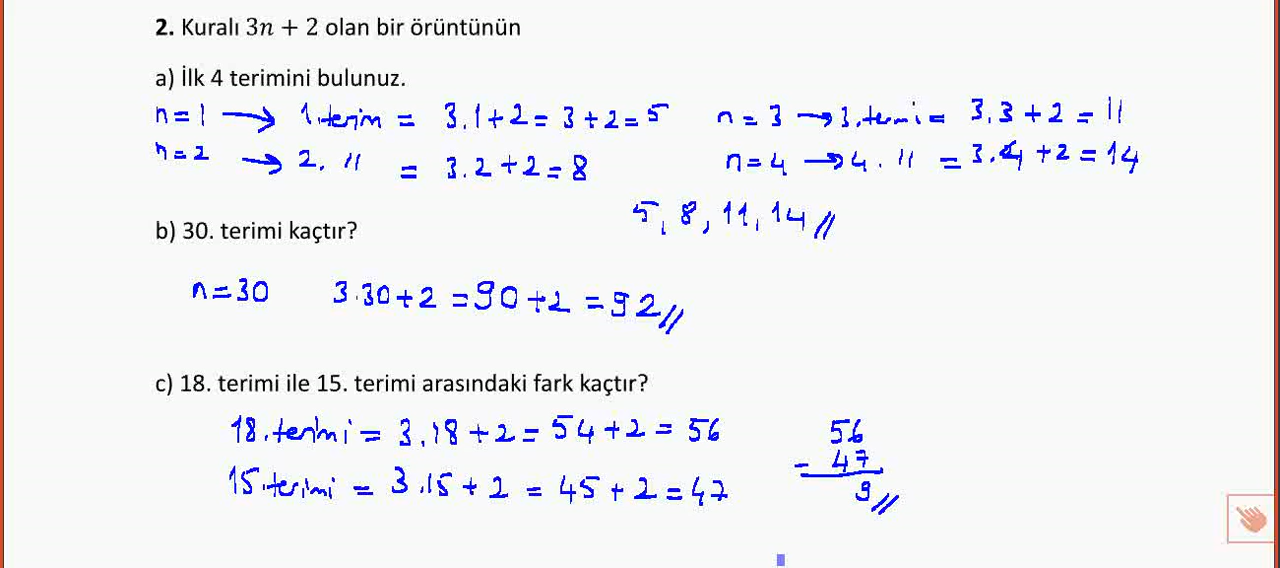 2. Kuralı 3n + 2 olan bir örüntünün
a) İlk 4 terimini bulunuz.
n=1 → 1.terim = 3.1+2 = 3+2=5 n=3 → 3.termi = 3.3+2 = 11
n=2 → 2. 〃 = 3.2+2=8 n=4 → 4. 〃 = 3.4+2=14
5, 8, 11, 14 //
b) 30. terimi kaçtır?
n=30 3.30+2 =90+2 =92//
c) 18. terimi ile 15. terimi arasındaki fark kaçtır?
18.terimi = 3.18+2=54+2=56 56
15.terimi = 3.15+2 = 45+2=47 - 47
9//